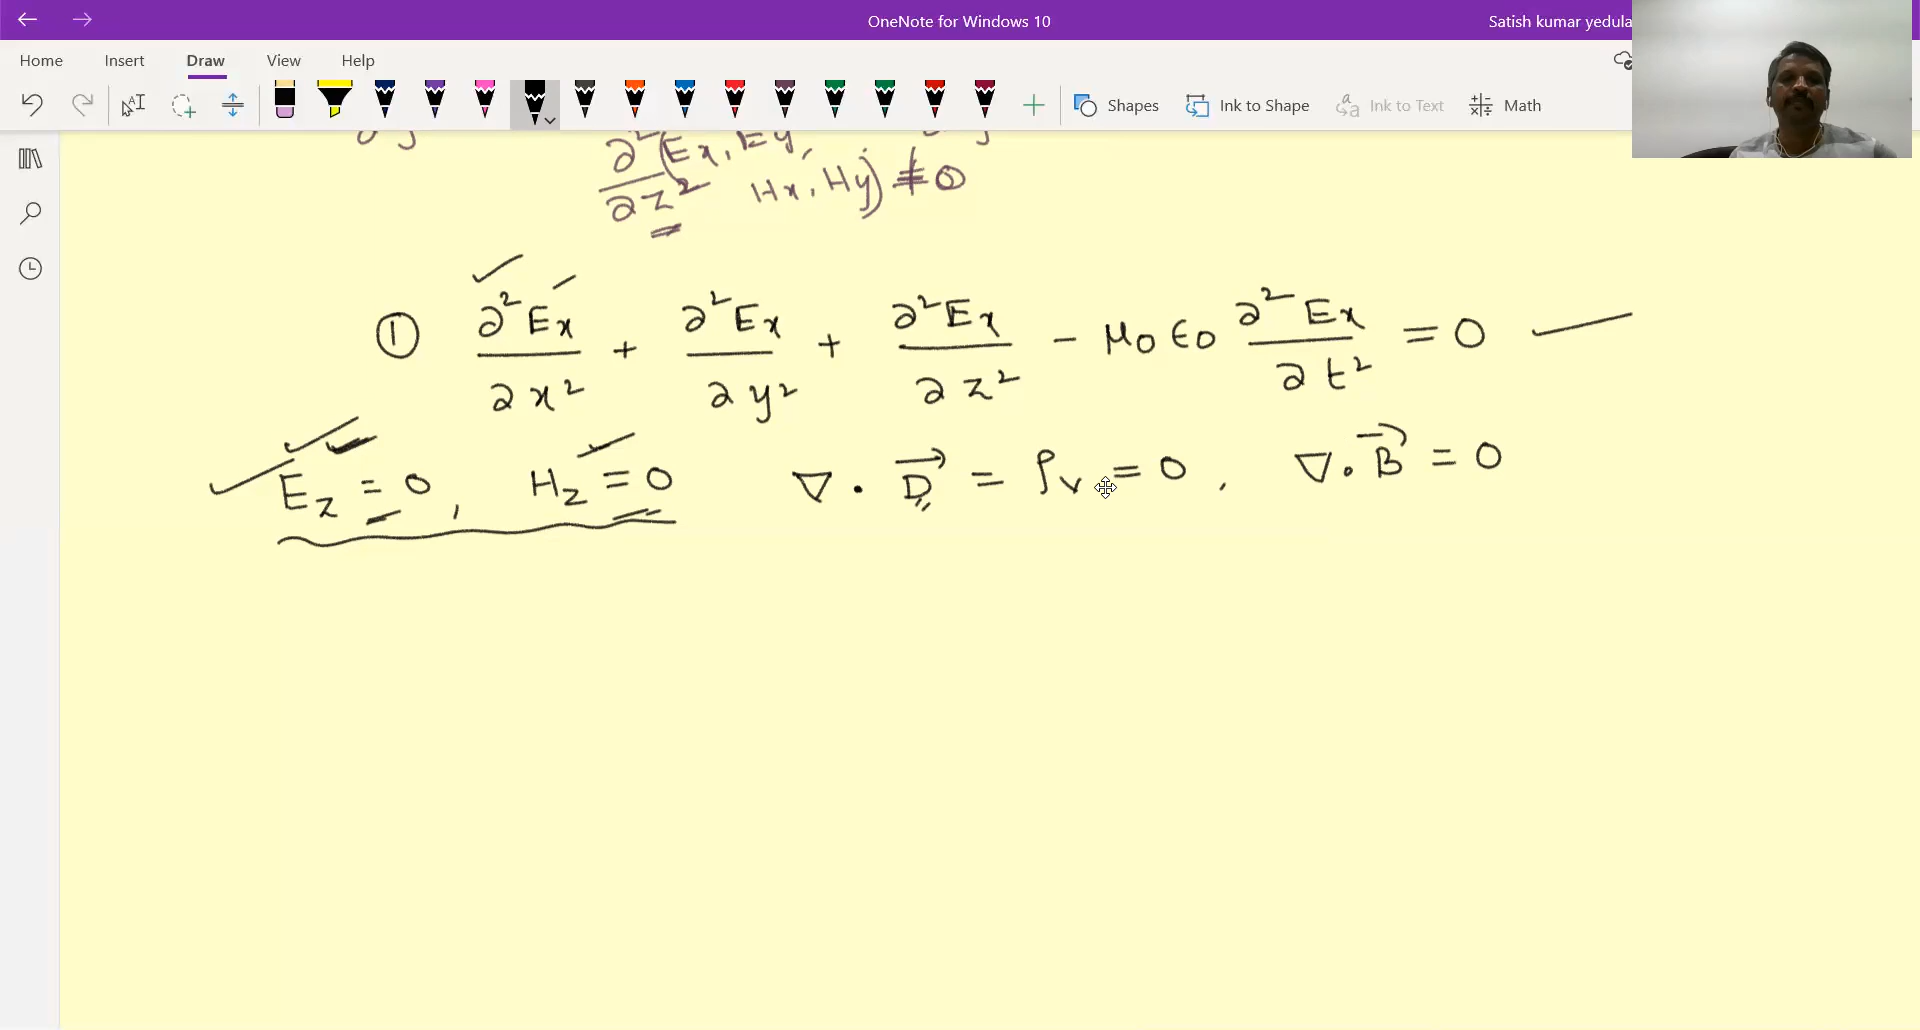 OneNote for Windows 10
Satish kumar yedula
Home Insert Draw View Help
Shapes Ink to Shape Ink to Text Math
∂²(Ex, Ey,
∂z² Hx, Hy) ≠ 0
① ∂²Ex/∂x² + ∂²Ex/∂y² + ∂²Ex/∂z² - μ0 ε0 ∂²Ex/∂t² = 0
Ez = 0, Hz = 0 ∇ · D⃗ = ρv = 0, ∇ · B⃗ = 0